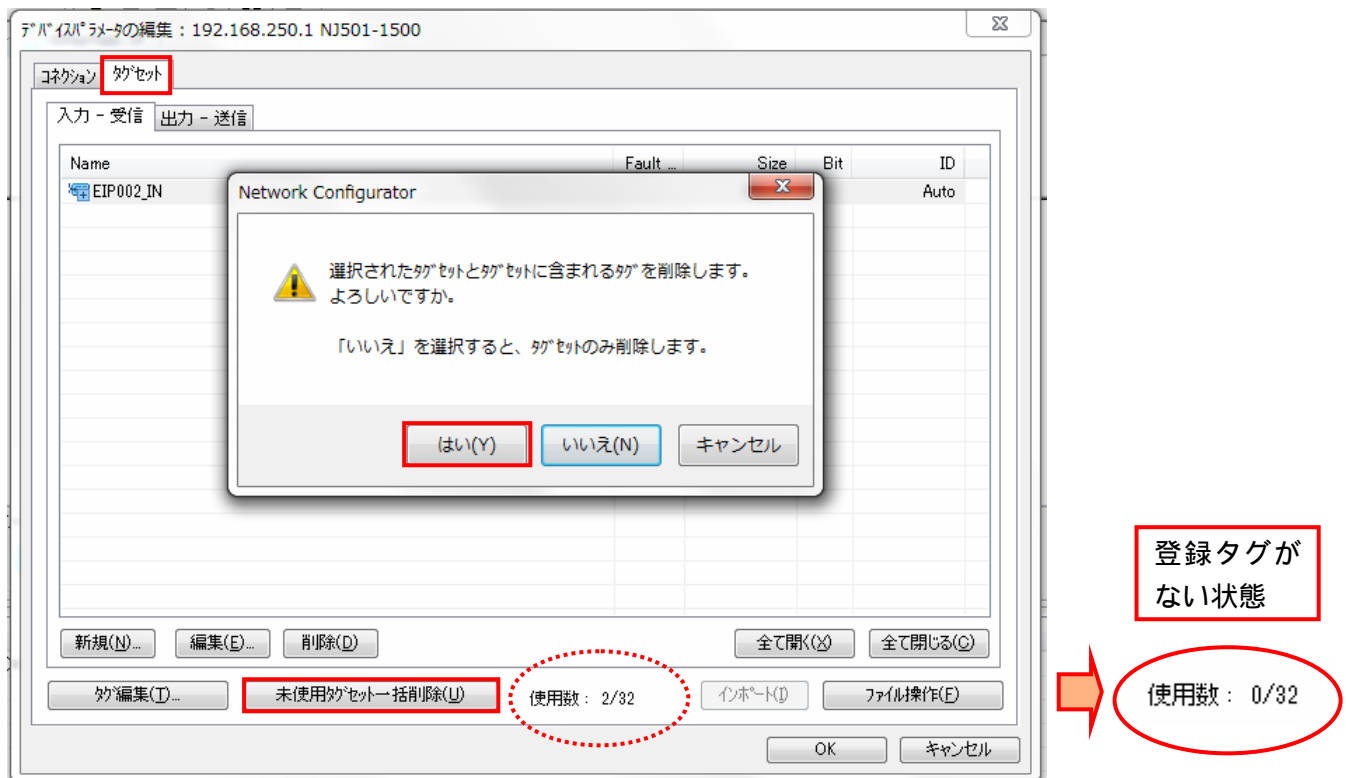 デバイスパラメータの編集 : 192.168.250.1 NJ501-1500
コネクション タグセット
入力 - 受信 出力 - 送信
Name Fault ... Size Bit ID
EIP002_IN Auto
Network Configurator
選択されたタグセットとタグセットに含まれるタグを削除します。
よろしいですか。
「いいえ」を選択すると、タグセットのみ削除します。
はい(Y) いいえ(N) キャンセル
新規(N)... 編集(E)... 削除(D) 全て開く(X) 全て閉じる(C)
タグ編集(T)... 未使用タグセット一括削除(U) 使用数 : 2/32 インポート(I) ファイル操作(F)
OK キャンセル
登録タグが
ない状態
使用数 : 0/32